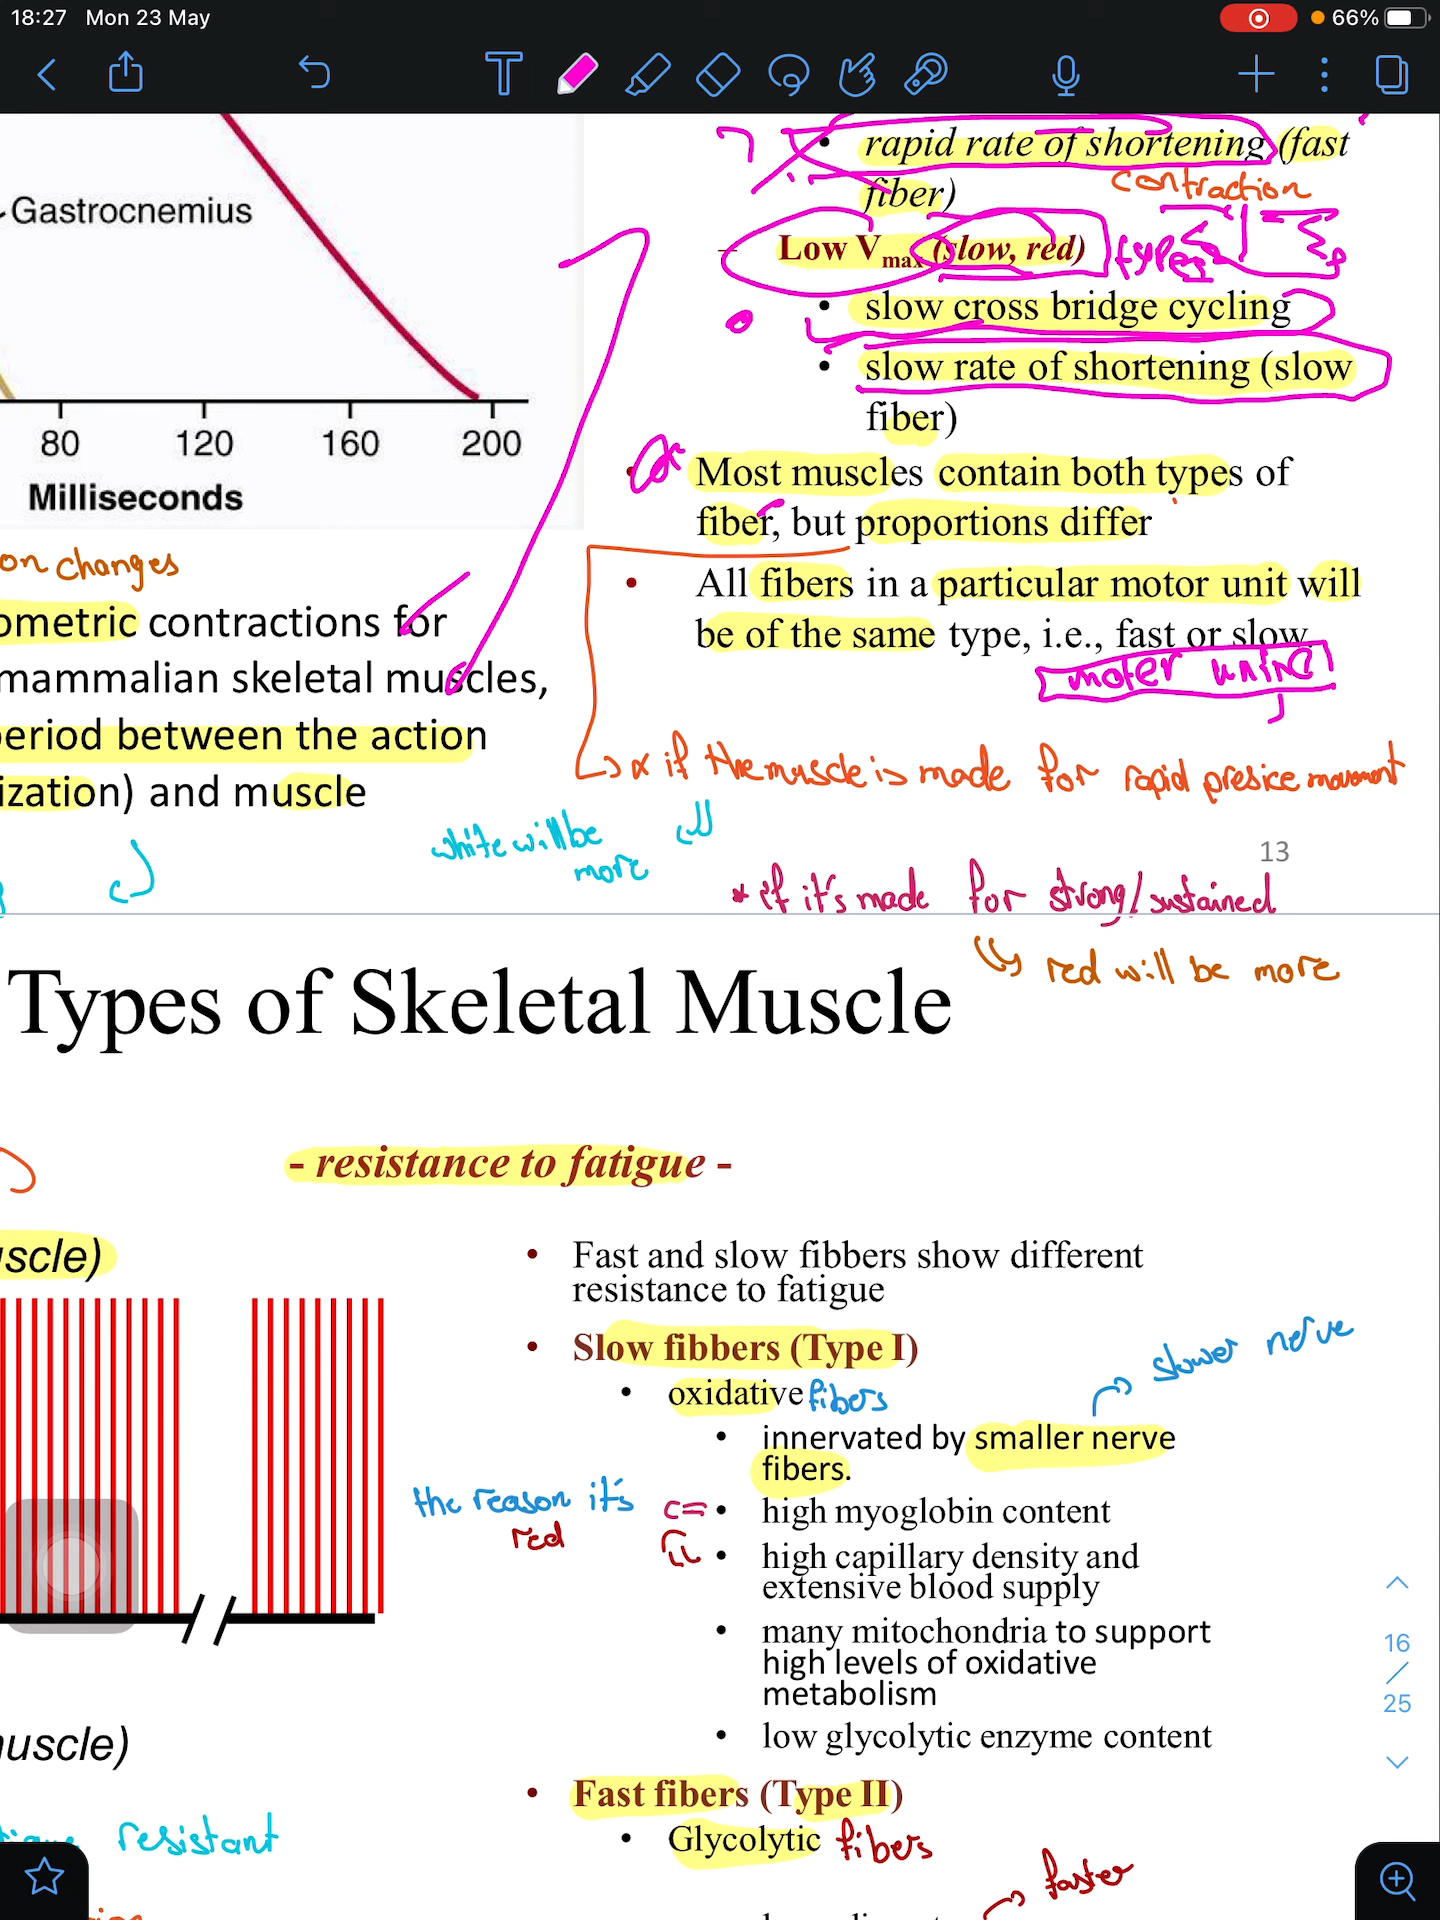 18:27 Mon 23 May
66%
rapid rate of shortening (fast
fiber)
contraction
Gastrocnemius
Low Vmax (slow, red)
slow cross bridge cycling
slow rate of shortening (slow
fiber)
80 120 160 200
Milliseconds
Most muscles contain both types of
fiber, but proportions differ
on changes
All fibers in a particular motor unit will
be of the same type, i.e., fast or slow
ometric contractions for
mammalian skeletal muscles,
period between the action
ization) and muscle
if the muscle is made for rapid presice movement
white will be
more
13
* if it's made for strong/sustained
red will be more
Types of Skeletal Muscle
- resistance to fatigue -
uscle)
• Fast and slow fibbers show different
resistance to fatigue
• Slow fibbers (Type I)
slower nerve
• oxidative fibers
• innervated by smaller nerve
fibers.
the reason it's
red
• high myoglobin content
• high capillary density and
extensive blood supply
• many mitochondria to support
high levels of oxidative
metabolism
• low glycolytic enzyme content
16
/
25
uscle)
• Fast fibers (Type II)
• Glycolytic fibers
resistant
faster